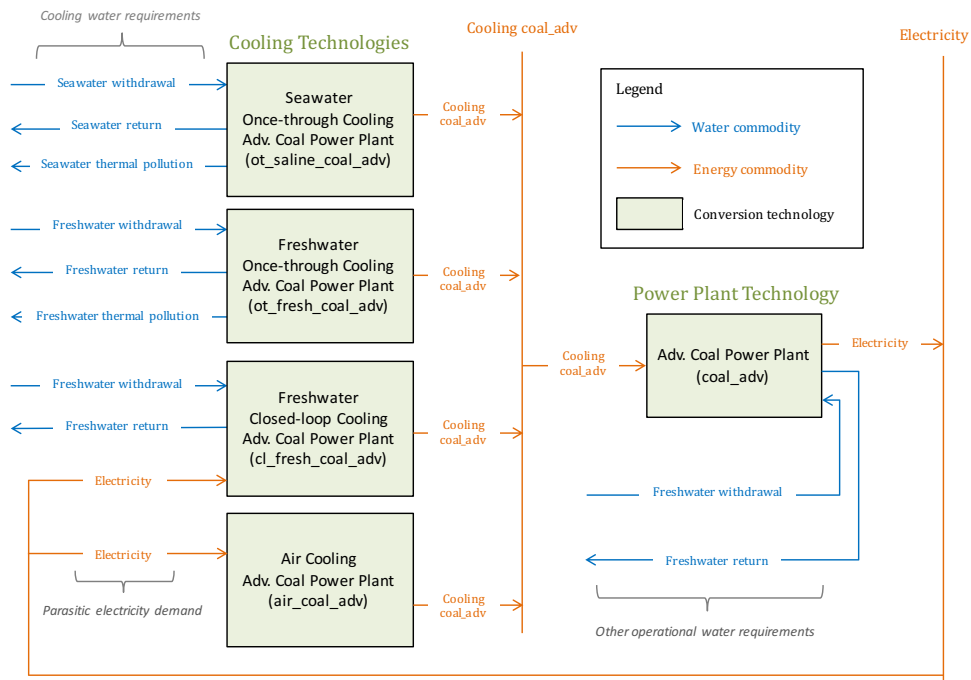 Cooling water requirements
Cooling Technologies
Cooling coal_adv
Electricity
Seawater withdrawal
Seawater return
Seawater thermal pollution
Seawater
Once-through Cooling
Adv. Coal Power Plant
(ot_saline_coal_adv)
Cooling
coal_adv
Legend
Water commodity
Energy commodity
Conversion technology
Freshwater withdrawal
Freshwater return
Freshwater thermal pollution
Freshwater
Once-through Cooling
Adv. Coal Power Plant
(ot_fresh_coal_adv)
Cooling
coal_adv
Power Plant Technology
Cooling
coal_adv
Adv. Coal Power Plant
(coal_adv)
Electricity
Freshwater withdrawal
Freshwater return
Electricity
Freshwater
Closed-loop Cooling
Adv. Coal Power Plant
(cl_fresh_coal_adv)
Cooling
coal_adv
Freshwater withdrawal
Freshwater return
Other operational water requirements
Electricity
Parasitic electricity demand
Air Cooling
Adv. Coal Power Plant
(air_coal_adv)
Cooling
coal_adv